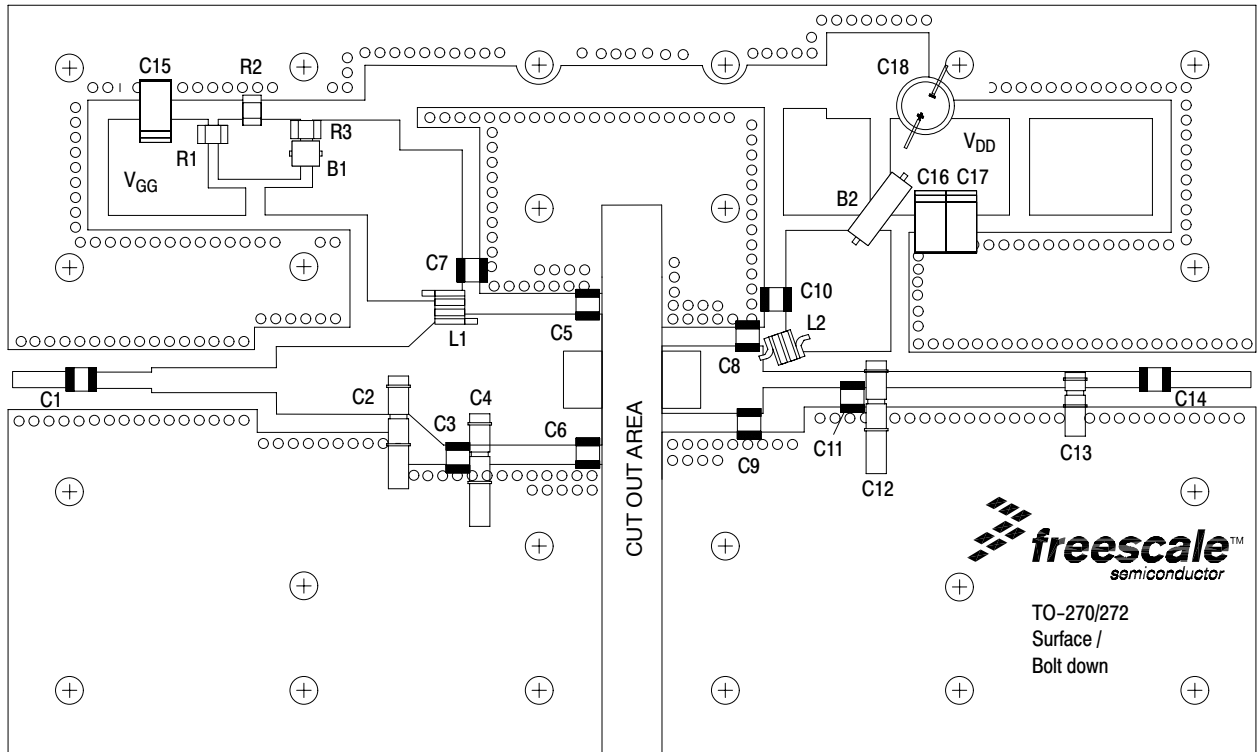 C15
R2
C18
R1
R3
B1
VGG
VDD
C16 C17
B2
C7
C10
L1
C5
L2
C8
C1
C2
C4
C3
C6
C14
C11
C9
C13
C12
CUT OUT AREA
freescale™
semiconductor
TO-270/272
Surface /
Bolt down